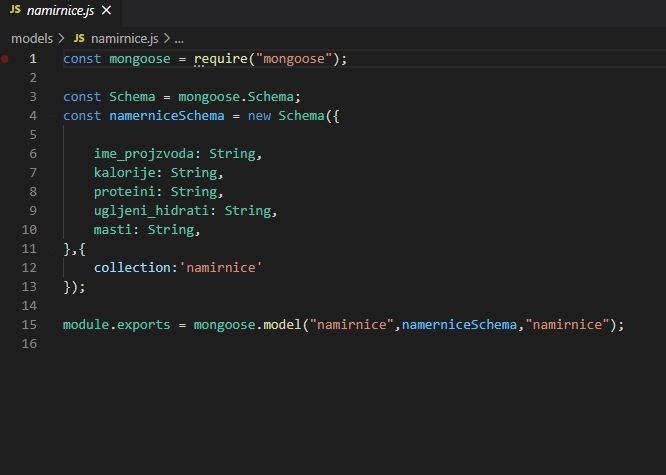 JS namirnice.js ×
models > JS namirnice.js > ...
1 const mongoose = require("mongoose");
2
3 const Schema = mongoose.Schema;
4 const namerniceSchema = new Schema({
5
6 ime_projzvoda: String,
7 kalorije: String,
8 proteini: String,
9 ugljeni_hidrati: String,
10 masti: String,
11 },{
12 collection:'namirnice'
13 });
14
15 module.exports = mongoose.model("namirnice",namerniceSchema,"namirnice");
16